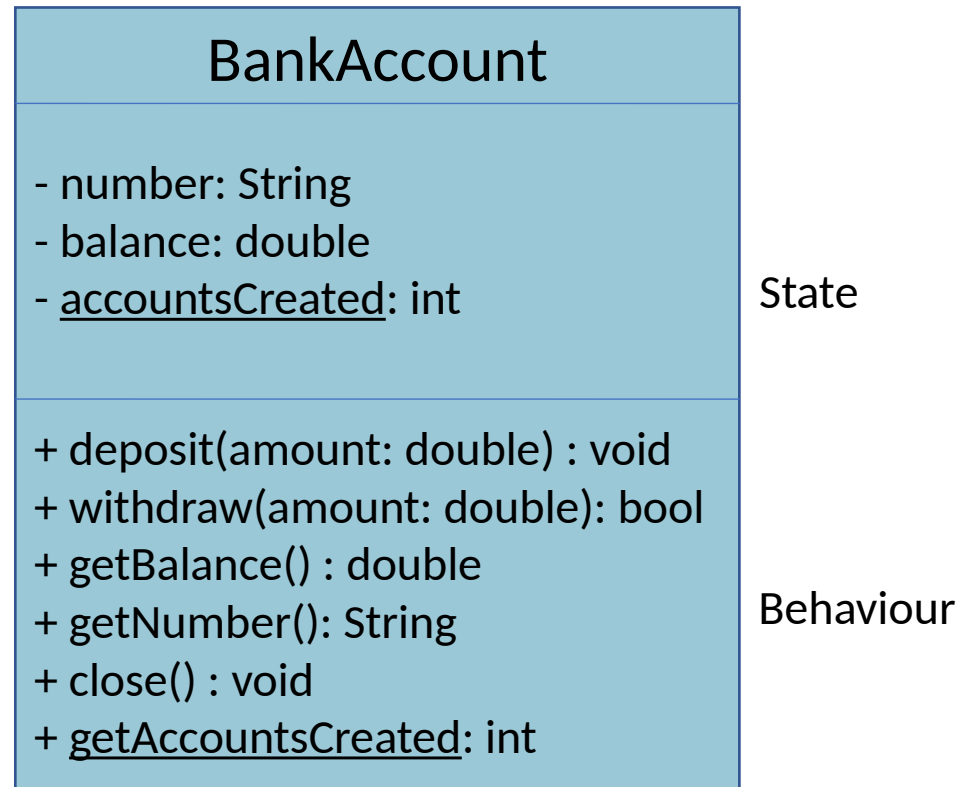 BankAccount
- number: String
- balance: double
- accountsCreated: int
State
+ deposit(amount: double) : void
+ withdraw(amount: double): bool
+ getBalance() : double
+ getNumber(): String
Behaviour
+ close() : void
+ getAccountsCreated: int